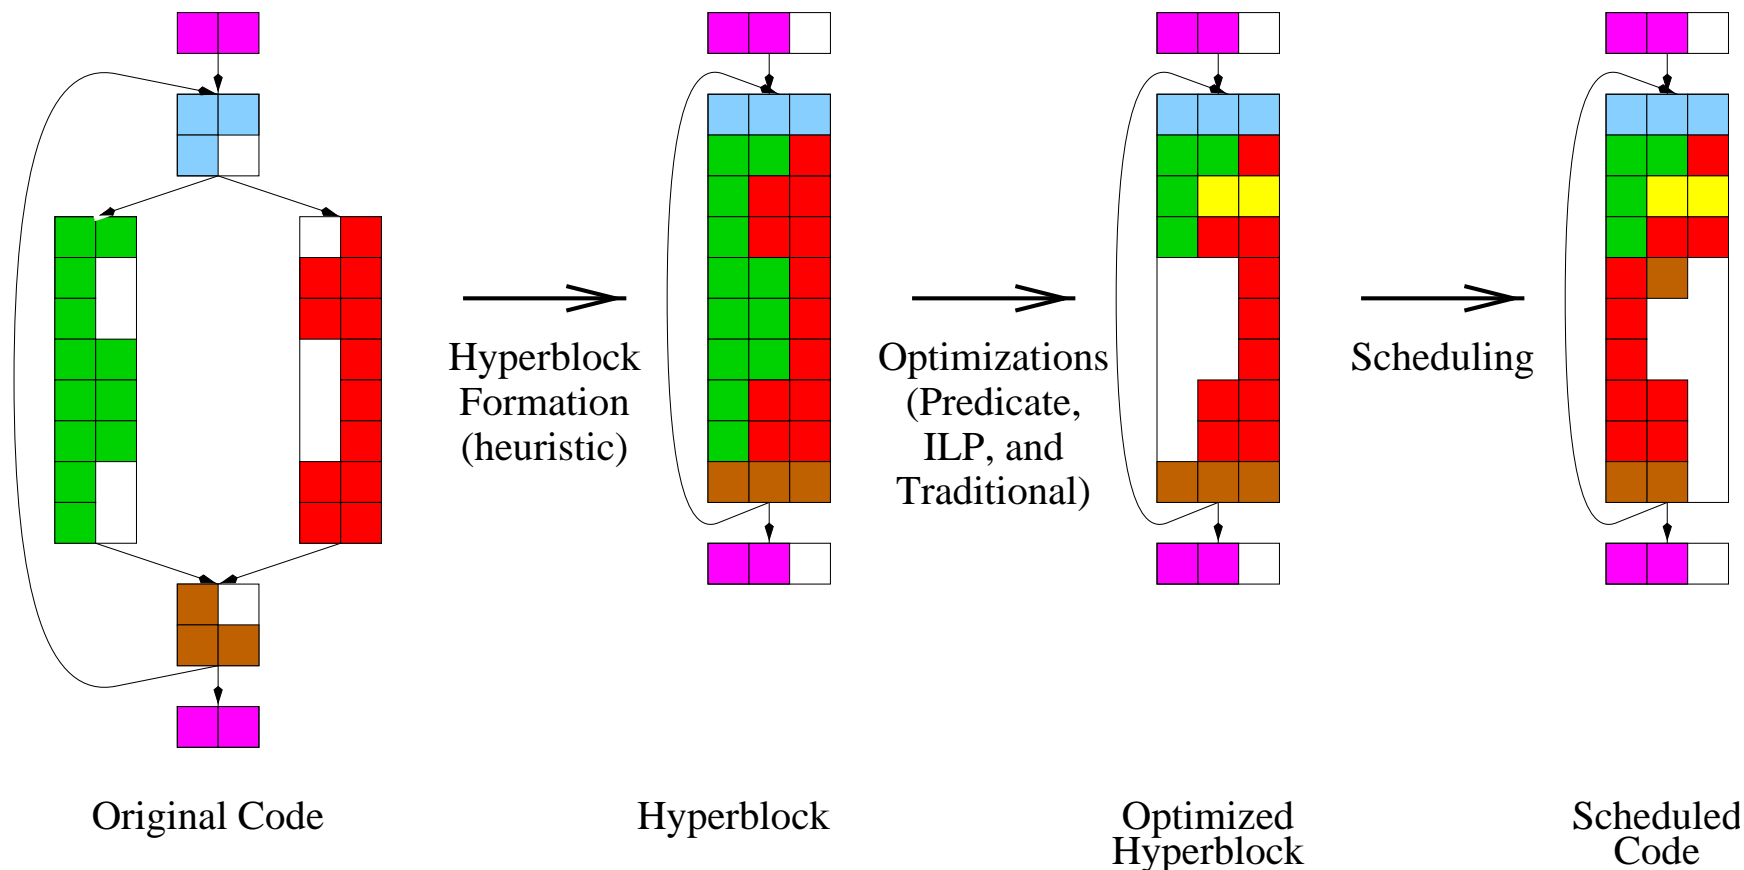 Hyperblock
Formation
(heuristic)
Optimizations
(Predicate,
ILP, and
Traditional)
Scheduling
Original Code
Hyperblock
Optimized
Hyperblock
Scheduled
Code